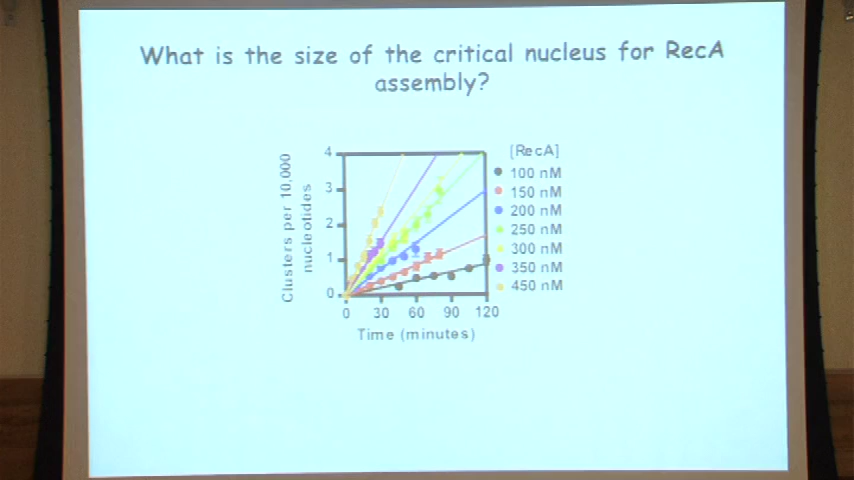 What is the size of the critical nucleus for RecA
assembly?
Clusters per 10,000
nucleotides
4
3
2
1
0
0 30 60 90 120
Time (minutes)
[RecA]
100 nM
150 nM
200 nM
250 nM
300 nM
350 nM
450 nM